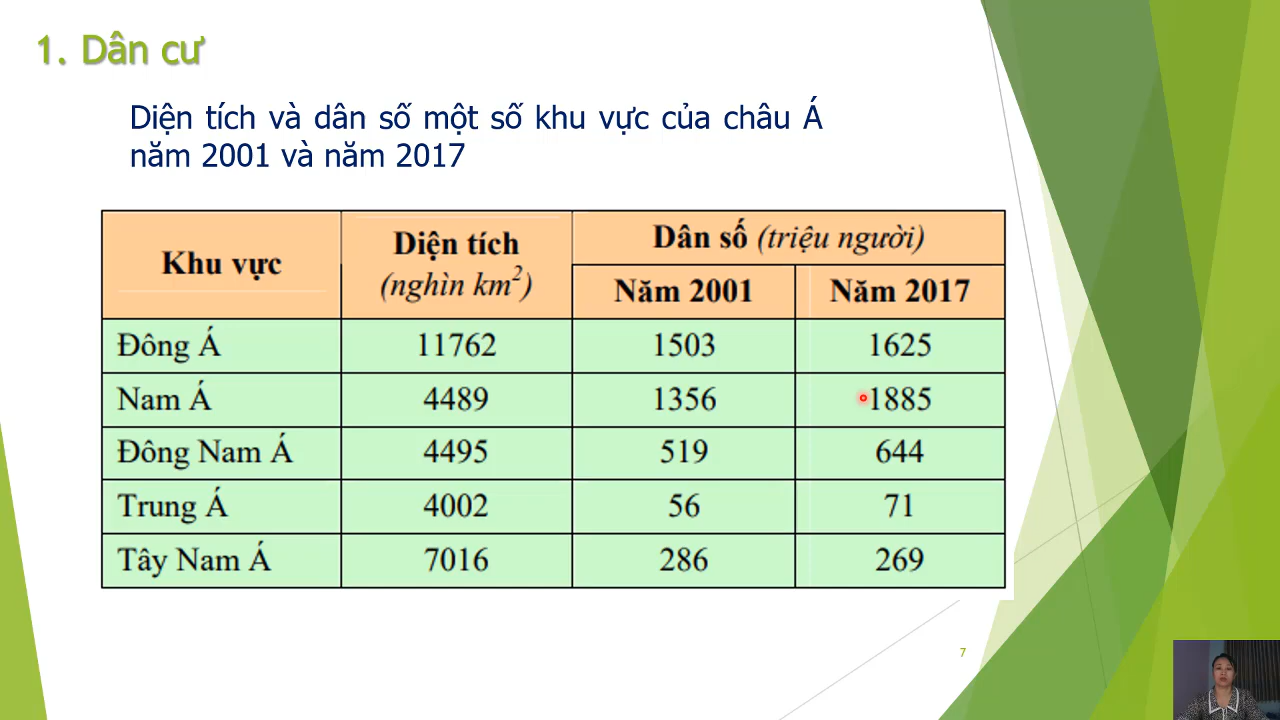 1. Dân cư
Diện tích và dân số một số khu vực của châu Á
năm 2001 và năm 2017
Khu vực Diện tích (nghìn km²) Dân số (triệu người)
Năm 2001 Năm 2017
Đông Á 11762 1503 1625
Nam Á 4489 1356 1885
Đông Nam Á 4495 519 644
Trung Á 4002 56 71
Tây Nam Á 7016 286 269
7